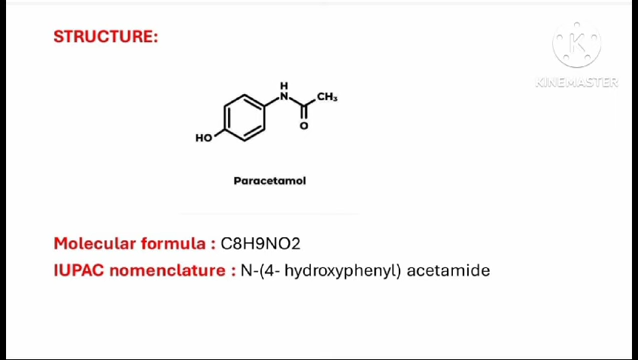 STRUCTURE:
K
KINEMASTER
H
N
CH₃
O
HO
Paracetamol
Molecular formula : C8H9NO2
IUPAC nomenclature : N-(4- hydroxyphenyl) acetamide